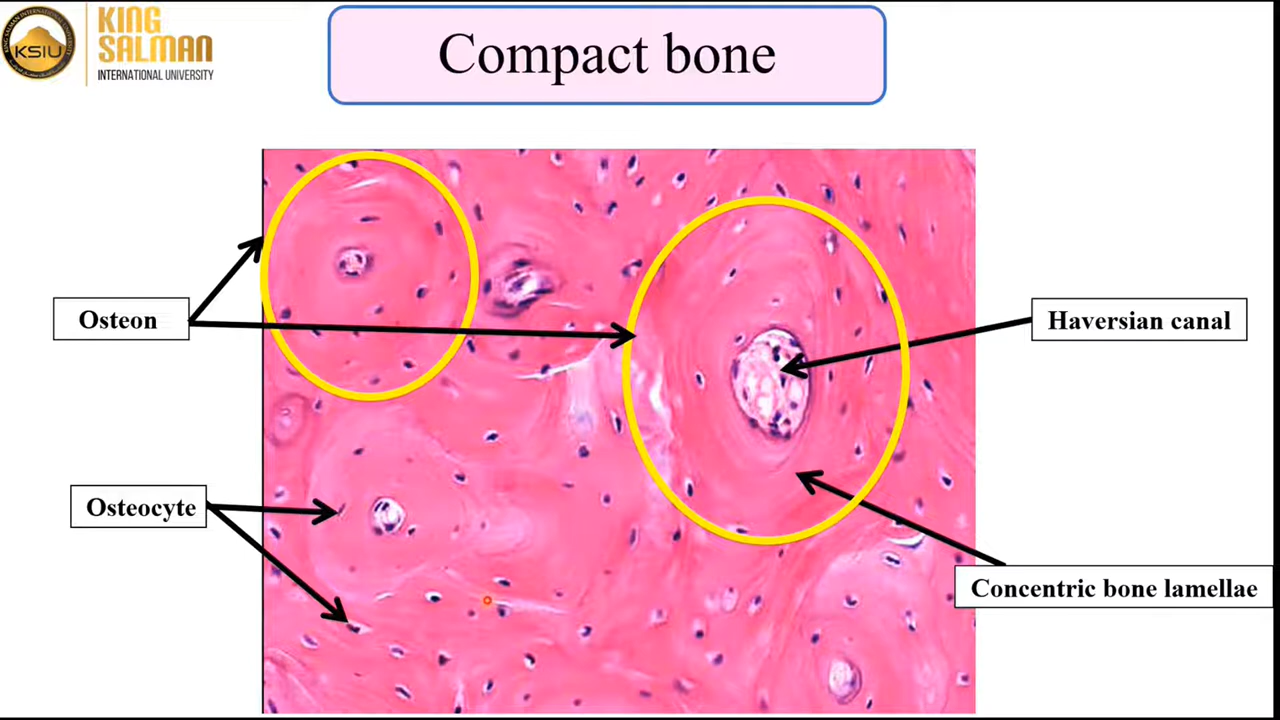 KSIU
KING
SALMAN
INTERNATIONAL UNIVERSITY
Compact bone
Osteon
Haversian canal
Osteocyte
Concentric bone lamellae